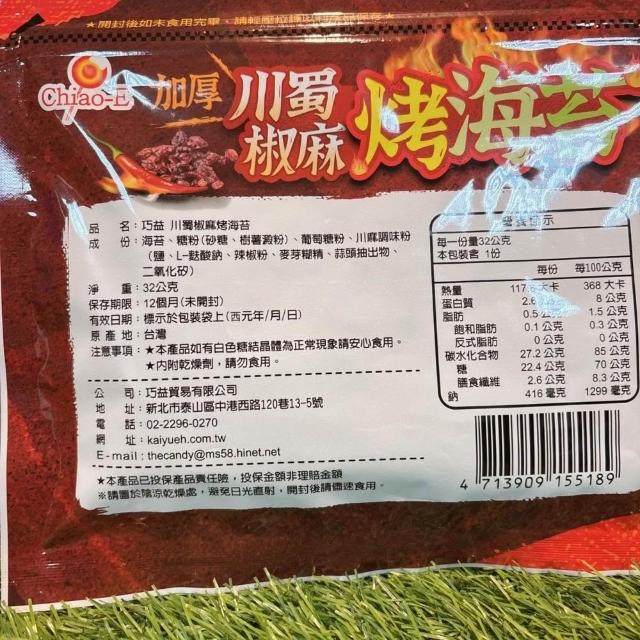 ★開封後如未食用完畢，請輕壓拉鏈
保存★
Chiao-E
加厚
川蜀
椒麻
烤海苔
品 名：巧益 川蜀椒麻烤海苔
成 份：海苔、糖粉(砂糖、樹薯澱粉)、葡萄糖粉、川麻調味粉
(鹽、L-麩酸鈉、辣椒粉、麥芽糊精、蒜頭抽出物、
二氧化矽)
淨 重：32公克
保存期限：12個月(未開封)
有效日期：標示於包裝袋上(西元年/月/日)
原 產 地：台灣
注意事項：★本產品如有白色糖結晶體為正常現象請安心食用。
★內附乾燥劑，請勿食用。
公 司：巧益貿易有限公司
地 址：新北市泰山區中港西路120巷13-5號
電 話：02-2296-0270
網 址：kaiyueh.com.tw
E-mail：thecandy@ms58.hinet.net
★本產品已投保產品責任險，投保金額非理賠金額
※請置於陰涼乾燥處，避免日光直射，開封後請儘速食用。
營養標示
每一份量32公克
本包裝含 1份
每份 每100公克
熱量 大卡 368 大卡
蛋白質 公克 8 公克
脂肪 公克 1.5 公克
飽和脂肪 0.1 公克 0.3 公克
反式脂肪 0 公克 0 公克
碳水化合物 27.2 公克 85 公克
糖 22.4 公克 70 公克
膳食纖維 2.6 公克 8.3 公克
鈉 416 毫克 1299 毫克
4 713909 155189